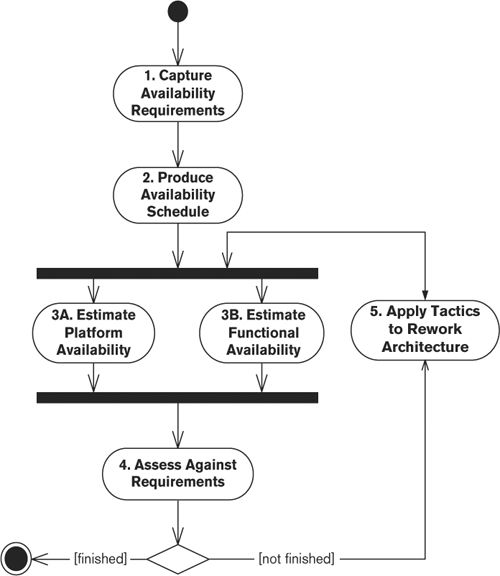 1. Capture
Availability
Requirements
2. Produce
Availability
Schedule
3A. Estimate
Platform
Availability
3B. Estimate
Functional
Availability
5. Apply Tactics
to Rework
Architecture
4. Assess Against
Requirements
[finished]
[not finished]